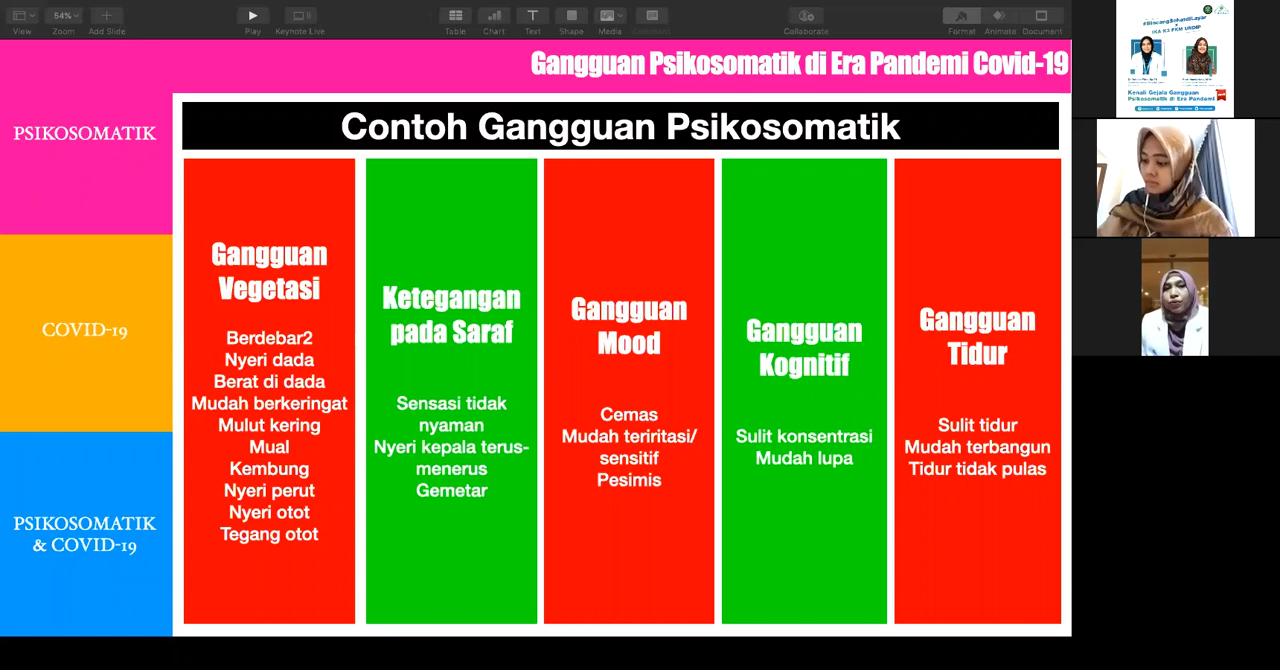 View
54%
Zoom
Add Slide
Play
Keynote Live
Table
Chart
Text
Shape
Media
Comment
Collaborate
Format
Animate
Document
Gangguan Psikosomatik di Era Pandemi Covid-19
PSIKOSOMATIK
COVID-19
PSIKOSOMATIK
& COVID-19
Contoh Gangguan Psikosomatik
Gangguan
Vegetasi
Berdebar2
Nyeri dada
Berat di dada
Mudah berkeringat
Mulut kering
Mual
Kembung
Nyeri perut
Nyeri otot
Tegang otot
Ketegangan
pada Saraf
Sensasi tidak
nyaman
Nyeri kepala terus-
menerus
Gemetar
Gangguan
Mood
Cemas
Mudah teriritasi/
sensitif
Pesimis
Gangguan
Kognitif
Sulit konsentrasi
Mudah lupa
Gangguan
Tidur
Sulit tidur
Mudah terbangun
Tidur tidak pulas
IKA K3 FKM UNDIP
Kenali Gejala Gangguan
Psikosomatik di Era Pandemi